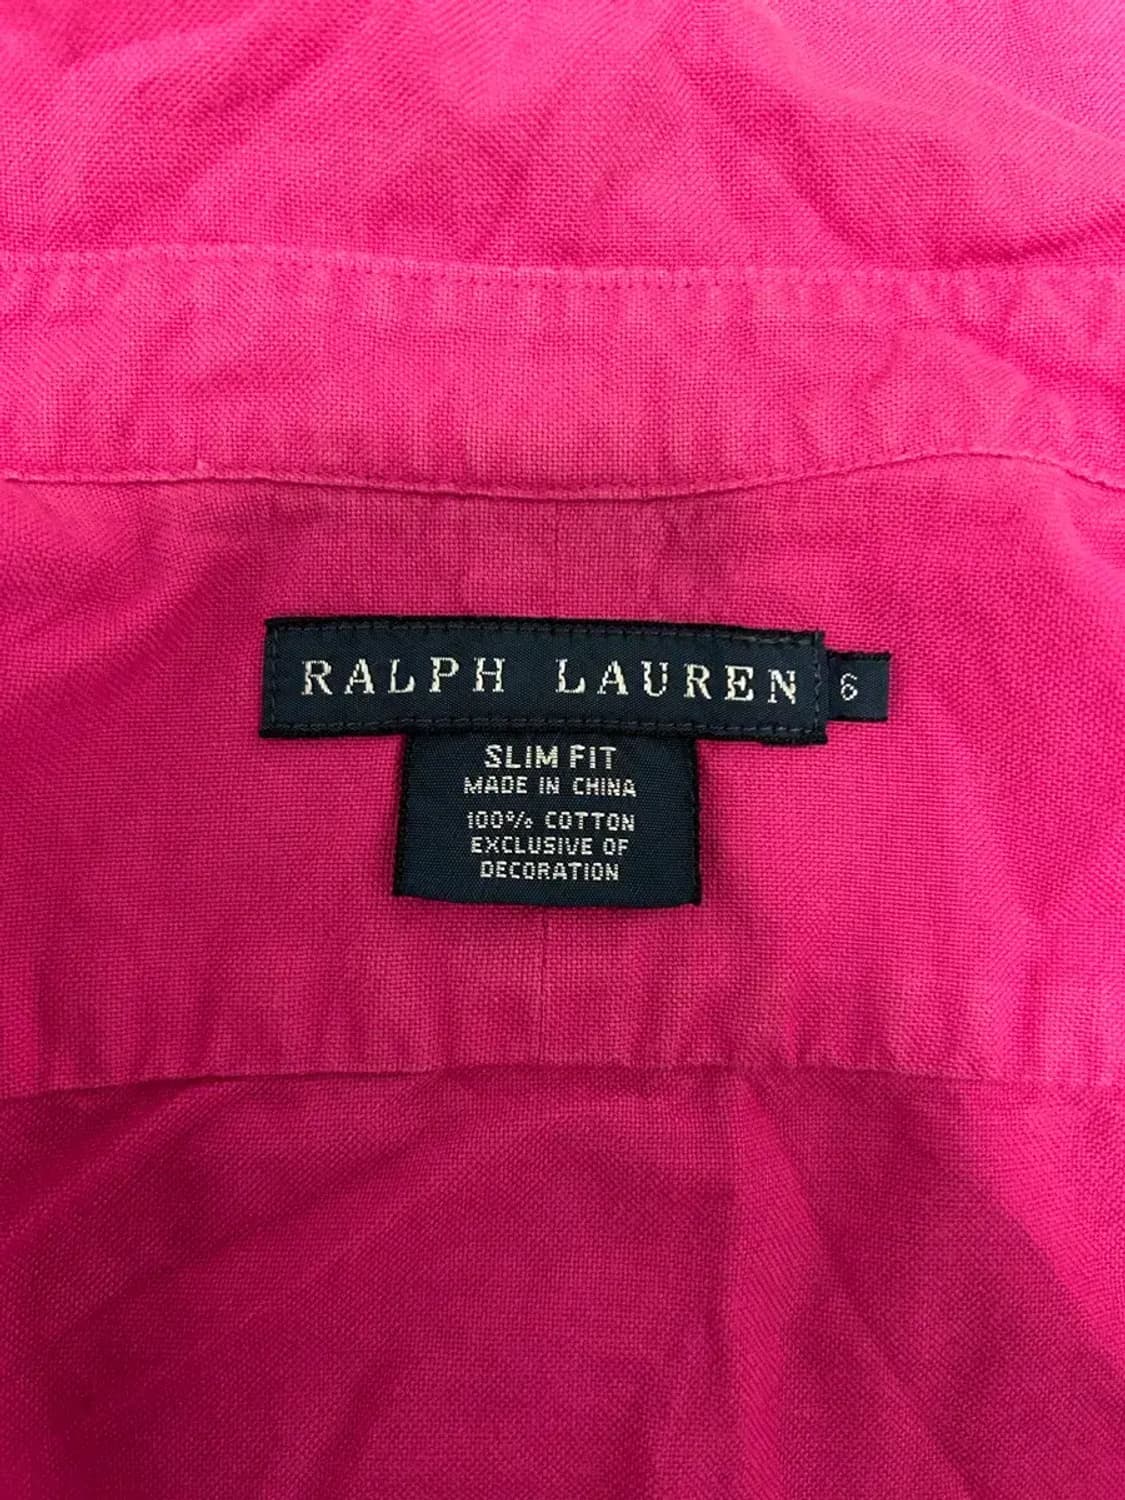 RALPH LAUREN 6
SLIM FIT
MADE IN CHINA
100% COTTON
EXCLUSIVE OF
DECORATION